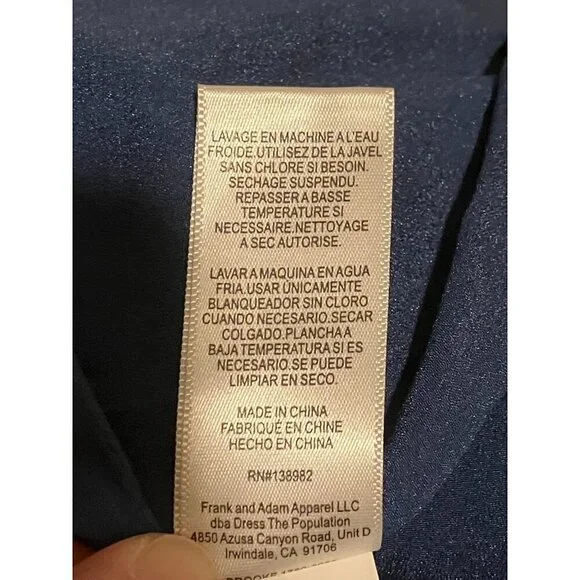 LAVAGE EN MACHINE A L'EAU
FROIDE.UTILISEZ DE LA JAVEL
SANS CHLORE SI BESOIN.
SECHAGE SUSPENDU.
REPASSER A BASSE
TEMPERATURE SI
NECESSAIRE.NETTOYAGE
A SEC AUTORISE.
LAVAR A MAQUINA EN AGUA
FRIA.USAR ÚNICAMENTE
BLANQUEADOR SIN CLORO
CUANDO NECESARIO.SECAR
COLGADO.PLANCHA A
BAJA TEMPERATURA SI ES
NECESARIO.SE PUEDE
LIMPIAR EN SECO.
MADE IN CHINA
FABRIQUÉ EN CHINE
HECHO EN CHINA
RN#138982
Frank and Adam Apparel LLC
dba Dress The Population
4850 Azusa Canyon Road, Unit D
Irwindale, CA 91706